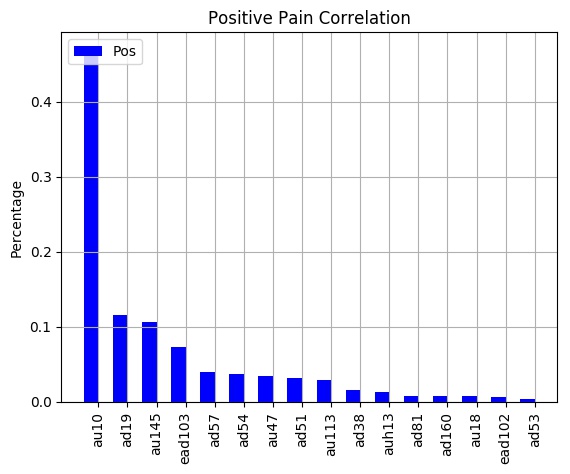 Positive Pain Correlation
Pos
Percentage
0.4
0.3
0.2
0.1
0.0
au10
ad19
au145
ead103
ad57
ad54
au47
ad51
au113
ad38
auh13
ad81
ad160
au18
ead102
ad53